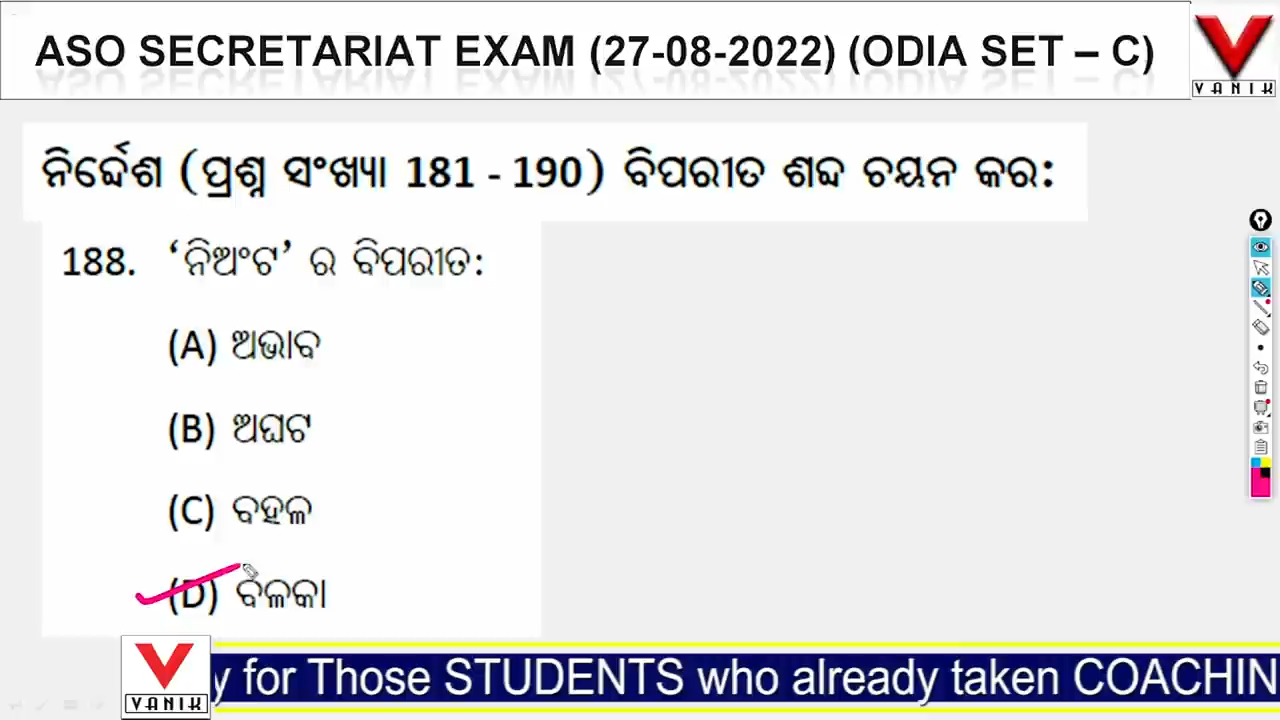 ASO SECRETARIAT EXAM (27-08-2022) (ODIA SET – C)
VANIK
ନିର୍ଦ୍ଦେଶ (ପ୍ରଶ୍ନ ସଂଖ୍ୟା 181 - 190) ବିପରୀତ ଶବ୍ଦ ଚୟନ କର:
188. ‘ନିଅଂଟ’ ର ବିପରୀତ:
(A) ଅଭାବ
(B) ଅଘଟ
(C) ବହଳ
(D) ବଳକା
VANIK
y for Those STUDENTS who already taken COACHIN